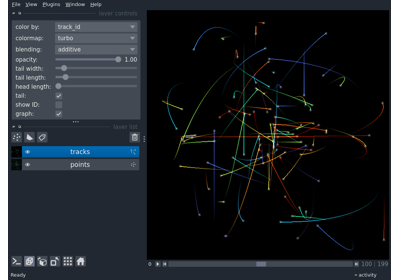 File View Plugins Window Help
layer controls
color by: track_id
colormap: turbo
blending: additive
opacity: 1.00
tail width:
tail length:
head length:
tail:
show ID:
graph:
layer list
tracks
points
100 | 199
Ready
activity